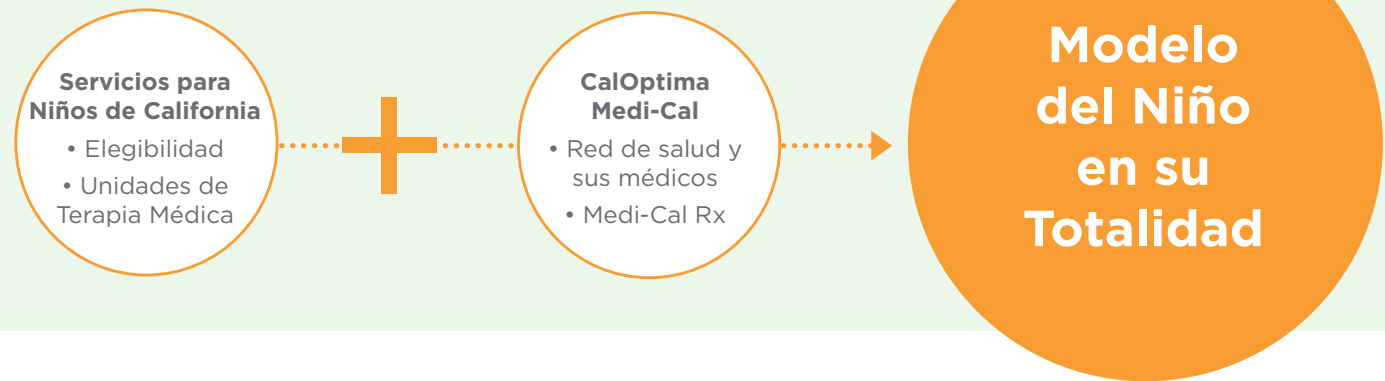 Servicios para
Niños de California
• Elegibilidad
• Unidades de
Terapia Médica
CalOptima
Medi-Cal
• Red de salud y
sus médicos
• Medi-Cal Rx
Modelo
del Niño
en su
Totalidad